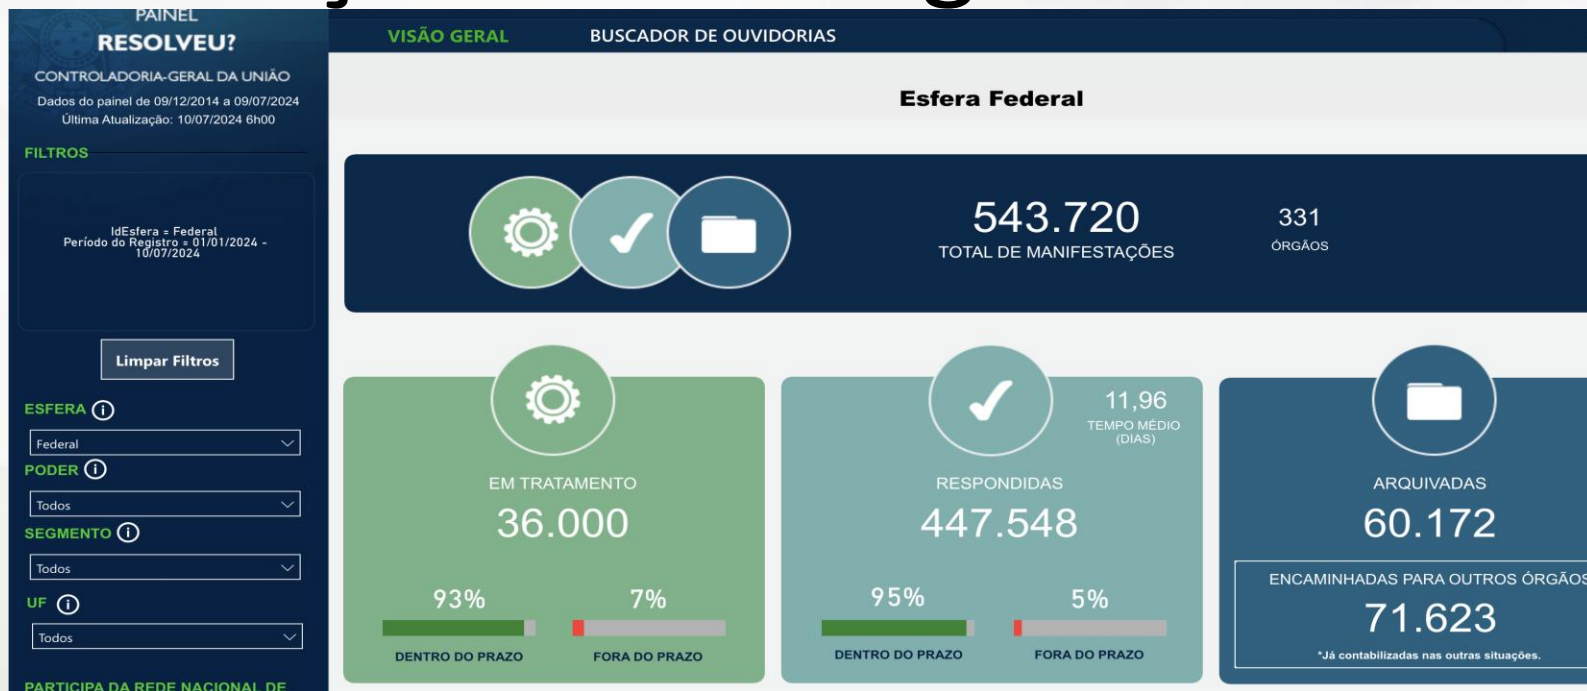 PAINEL
RESOLVEU?
CONTROLADORIA-GERAL DA UNIÃO
Dados do painel de 09/12/2014 a 09/07/2024
Última Atualização: 10/07/2024 6h00
FILTROS
IdEsfera = Federal
Período do Registro = 01/01/2024 -
10/07/2024
Limpar Filtros
ESFERA
Federal
PODER
Todos
SEGMENTO
Todos
UF
Todos
PARTICIPA DA REDE NACIONAL DE
VISÃO GERAL BUSCADOR DE OUVIDORIAS
Esfera Federal
543.720
TOTAL DE MANIFESTAÇÕES
331
ÓRGÃOS
EM TRATAMENTO
36.000
93% 7%
DENTRO DO PRAZO FORA DO PRAZO
11,96
TEMPO MÉDIO
(DIAS)
RESPONDIDAS
447.548
95% 5%
DENTRO DO PRAZO FORA DO PRAZO
ARQUIVADAS
60.172
ENCAMINHADAS PARA OUTROS ÓRGÃOS
71.623
*Já contabilizadas nas outras situações.